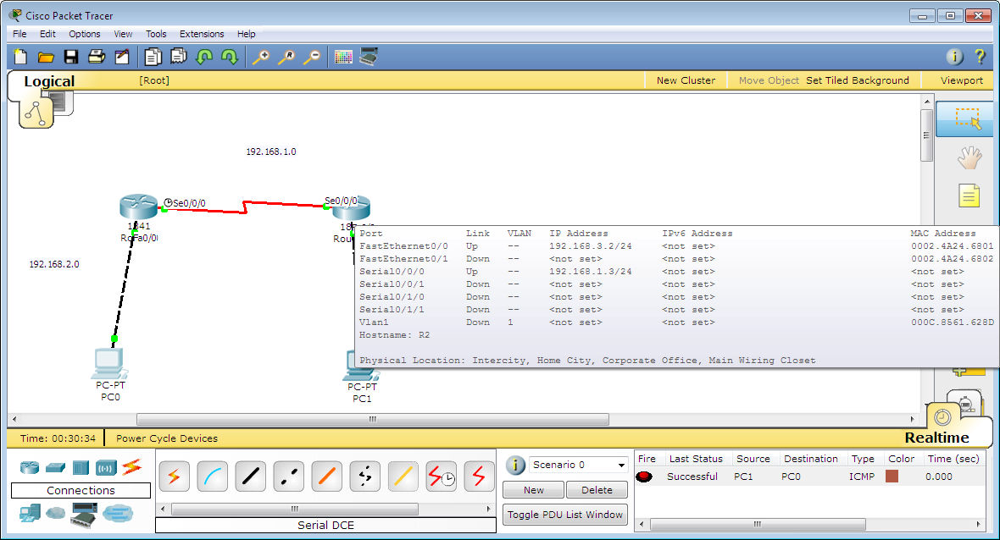 Cisco Packet Tracer
File Edit Options View Tools Extensions Help
Logical [Root] New Cluster Move Object Set Tiled Background Viewport
192.168.1.0
Se0/0/0 Se0/0/0
1841
Fa0/0
192.168.2.0
Port Link VLAN IP Address IPv6 Address MAC Address
FastEthernet0/0 Up -- 192.168.3.2/24 <not set> 0002.4A24.6801
FastEthernet0/1 Down -- <not set> <not set> 0002.4A24.6802
Serial0/0/0 Up -- 192.168.1.3/24 <not set> <not set>
Serial0/0/1 Down -- <not set> <not set> <not set>
Serial0/1/0 Down -- <not set> <not set> <not set>
Serial0/1/1 Down -- <not set> <not set> <not set>
Vlan1 Down 1 <not set> <not set> 000C.8561.628D
Hostname: R2
Physical Location: Intercity, Home City, Corporate Office, Main Wiring Closet
PC-PT
PC0
PC-PT
PC1
Time: 00:30:34 Power Cycle Devices
Realtime
Connections
Serial DCE
Scenario 0
New Delete
Toggle PDU List Window
Fire Last Status Source Destination Type Color Time (sec)
Successful PC1 PC0 ICMP 0.000